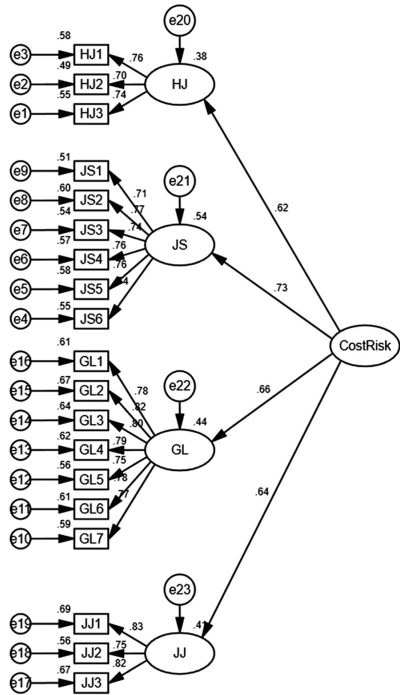 e20
.58
e3 HJ1 .76 .38
.49
e2 HJ2 .70 HJ
.55 .74
e1 HJ3
.62
.51
e9 JS1 e21
.60 .71
e8 JS2 .77
.54 .74 .54
e7 JS3
.57 .76 JS
e6 JS4 .76
.58
e5 JS5 .73
.55
e4 JS6
CostRisk
.61
e16 GL1 e22 .66
.67 .78
e15 GL2 .82
.64 .80 .44
e14 GL3
.62 .79
e13 GL4 GL
.56 .75
e12 GL5 .78
.61 .77 .64
e11 GL6
.59
e10 GL7
e23
.69
e19 JJ1 .83 .41
.56
e18 JJ2 .75 JJ
.67 .82
e17 JJ3